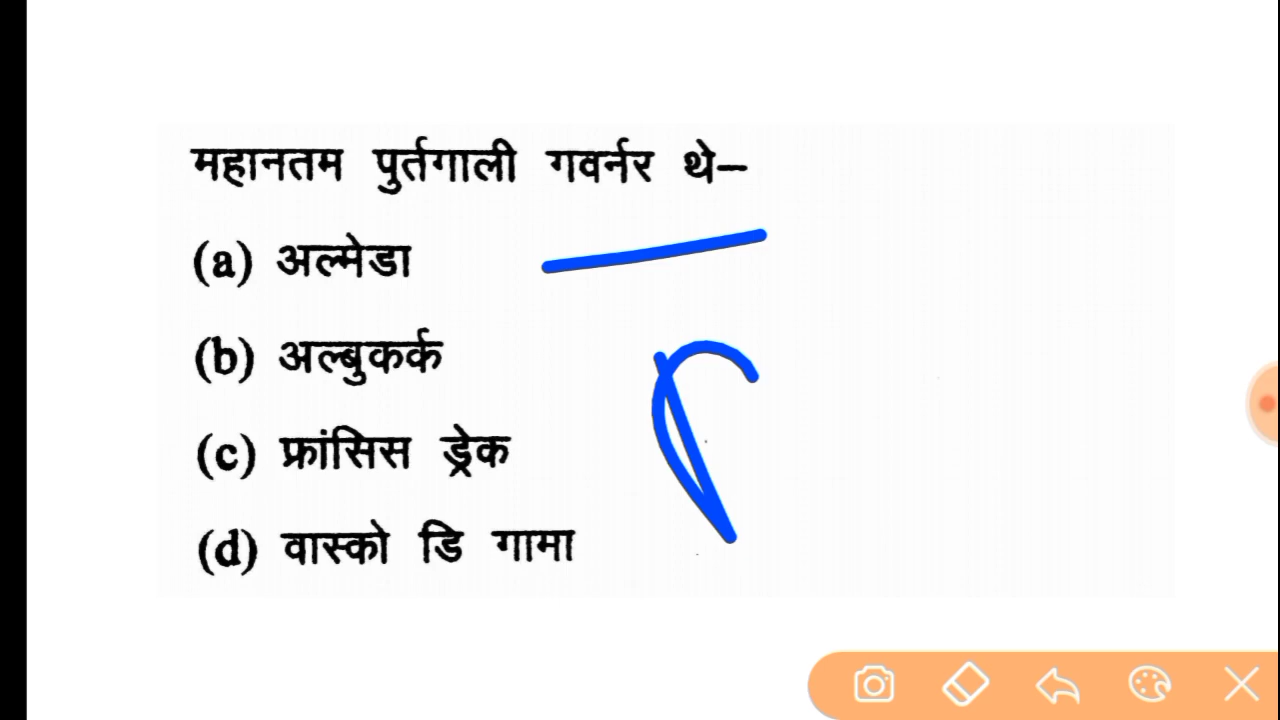 महानतम पुर्तगाली गवर्नर थे–
(a) अल्मेडा
(b) अल्बुकर्क
(c) फ्रांसिस ड्रेक
(d) वास्को डि गामा